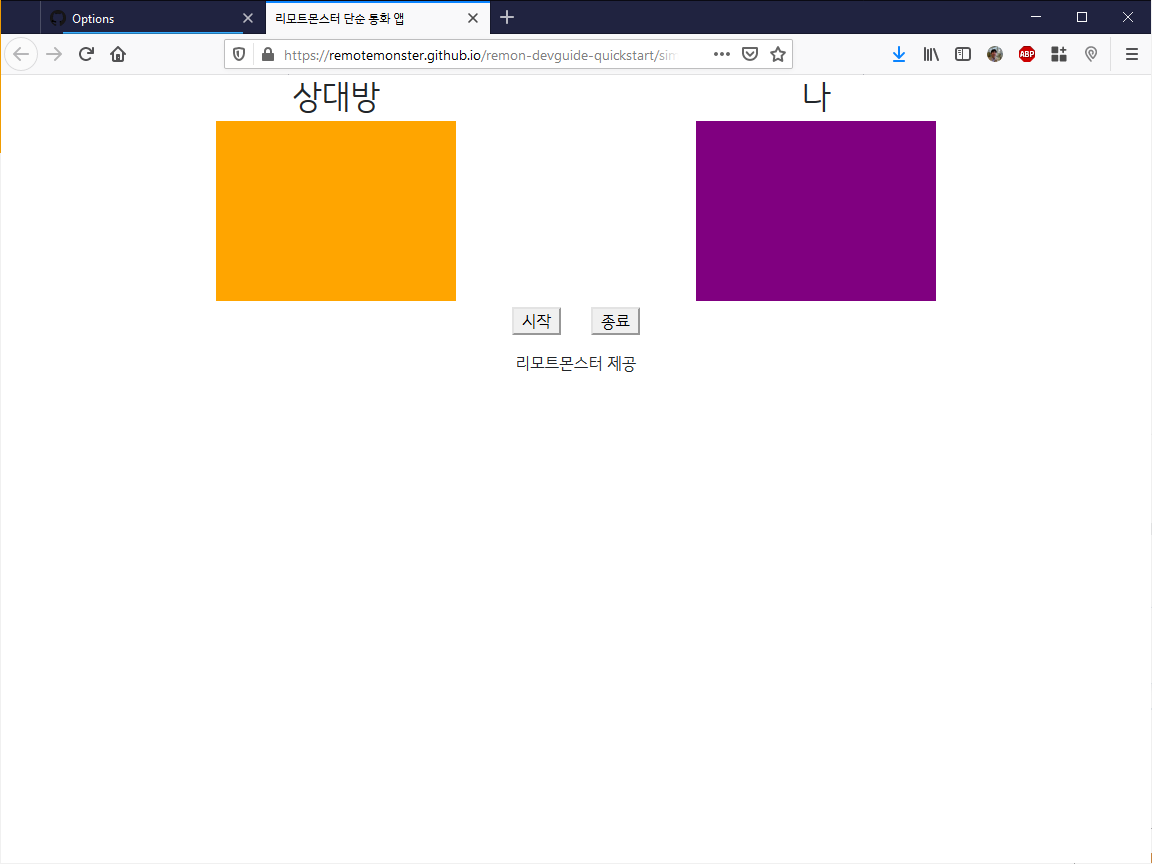 Options
리모트몬스터 단순 통화 앱
https://remotemonster.github.io/remon-devguide-quickstart/sim
ABP
상대방
나
시작
종료
리모트몬스터 제공